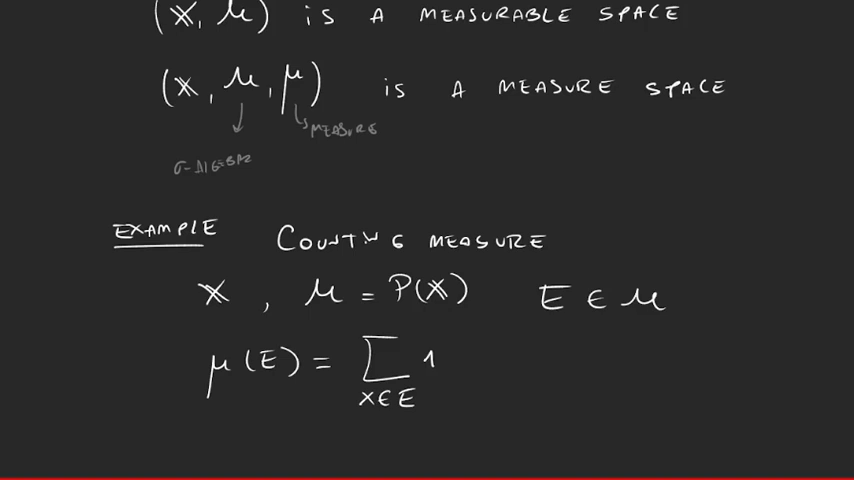 (𝕏, ℳ) IS A MEASURABLE SPACE
(𝕏, ℳ, μ) IS A MEASURE SPACE
MEASURE
σ-ALGEBRA
EXAMPLE COUNTING MEASURE
𝕏, ℳ = P(𝕏) E ∈ ℳ
μ(E) = ∑ 1
x∈E